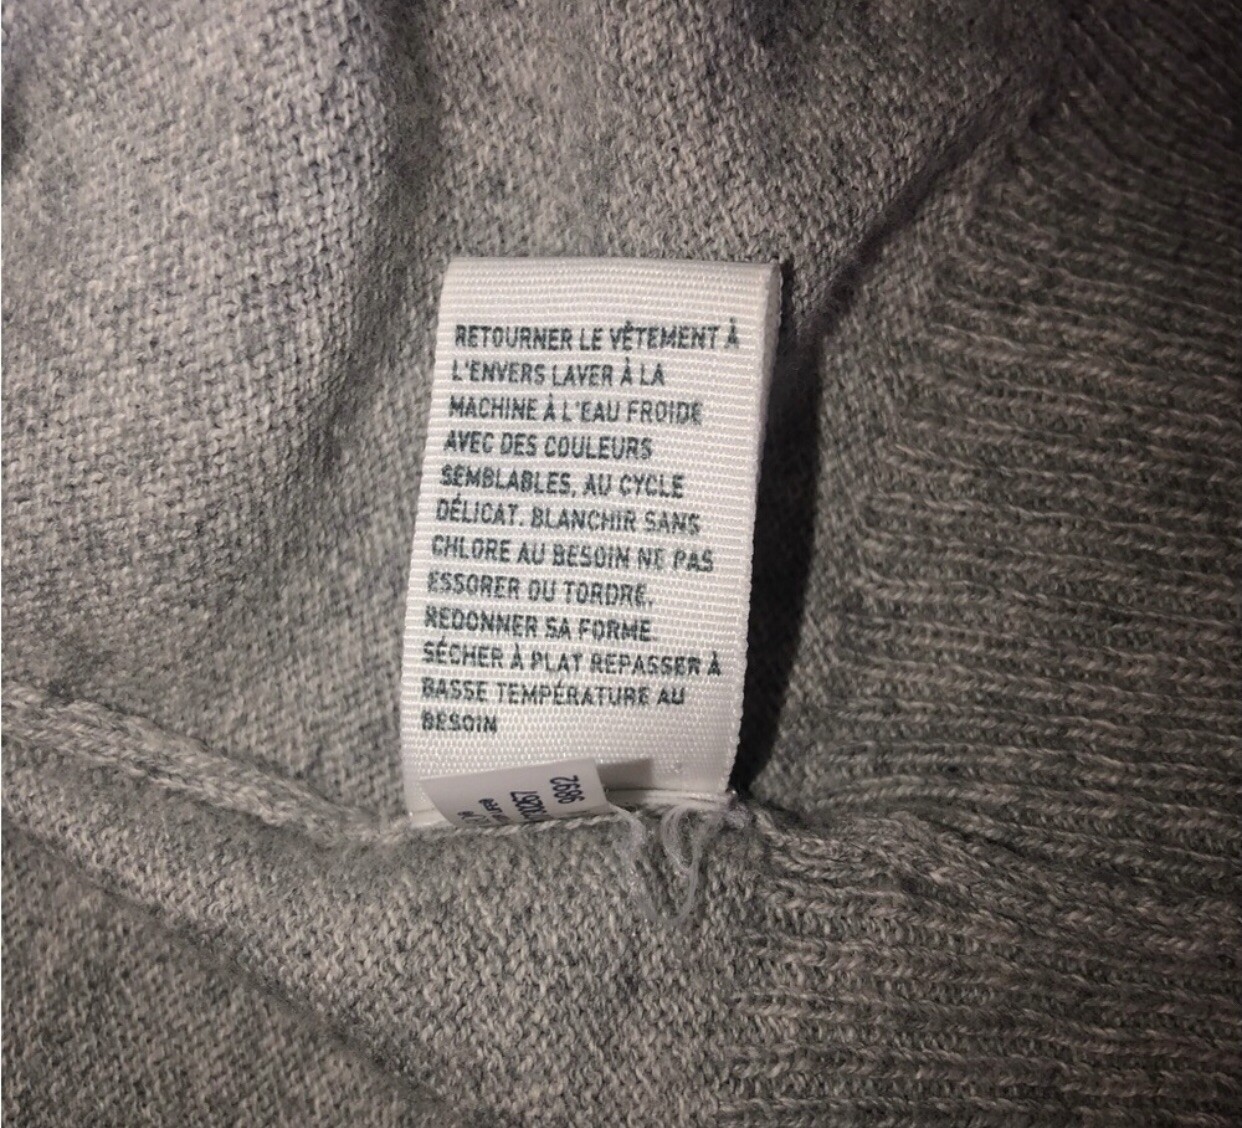 RETOURNER LE VÊTEMENT À
L'ENVERS LAVER À LA
MACHINE À L'EAU FROIDE
AVEC DES COULEURS
SEMBLABLES, AU CYCLE
DÉLICAT. BLANCHIR SANS
CHLORE AU BESOIN NE PAS
ESSORER OU TORDRE,
REDONNER SA FORME
SÉCHER À PLAT REPASSER À
BASSE TEMPÉRATURE AU
BESOIN
9892